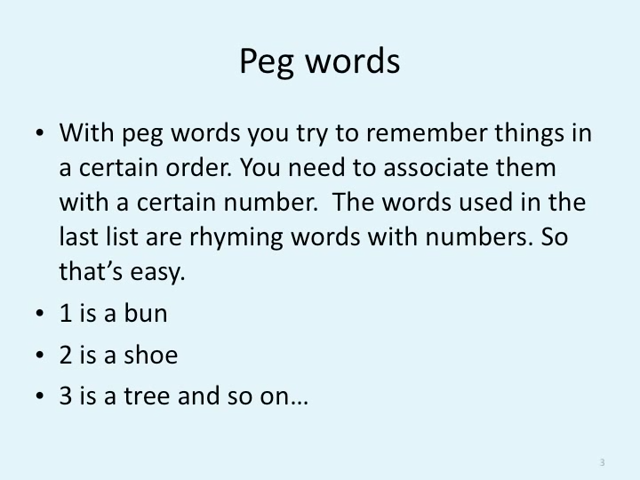 Peg words
• With peg words you try to remember things in
a certain order. You need to associate them
with a certain number.  The words used in the
last list are rhyming words with numbers. So
that’s easy.
• 1 is a bun
• 2 is a shoe
• 3 is a tree and so on…
3